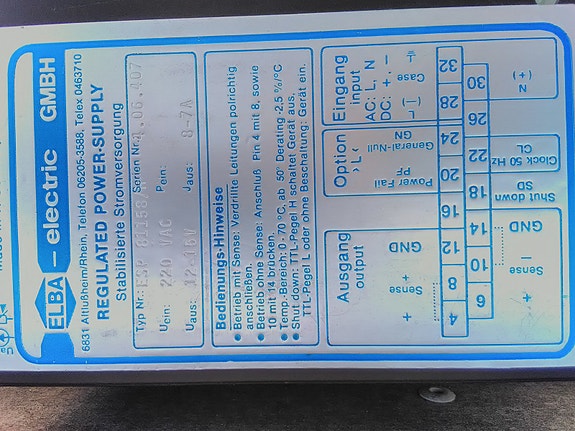 ELBA - electric GMBH
6831 Altlußheim/Rhein, Telefon 06205-3588, Telex 0463710
REGULATED POWER-SUPPLY
Stabilisierte Stromversorgung
Typ Nr.: Serien Nr.
Uein: 220 VAC Pein:
Uaus: 12-15V Jaus: 8-7A
Bedienungs-Hinweise
● Betrieb mit Sense: Verdrillte Leitungen polrichtig
anschließen.
● Betrieb ohne Sense: Anschluß Pin 4 mit 8, sowie
10 mit 14 brücken.
● Temp.-Bereich: 0-70°C, ab 50° Derating -2,5 %/°C
● Shut down: TTL-Pegel H schaltet Gerät aus,
TTL-Pegel L oder ohne Beschaltung: Gerät ein.
Ausgang
output
Option
>L<
Eingang
input
AC: L, N
DC: +, -
+ Sense + GND
Power Fail PF General-Null GN
(L) Case
4 8 12 14 16 20 24 28 32
6 10 18 22 26 30
+ Sense - GND
Shut down SD
Clock 50 Hz CL
N (+)